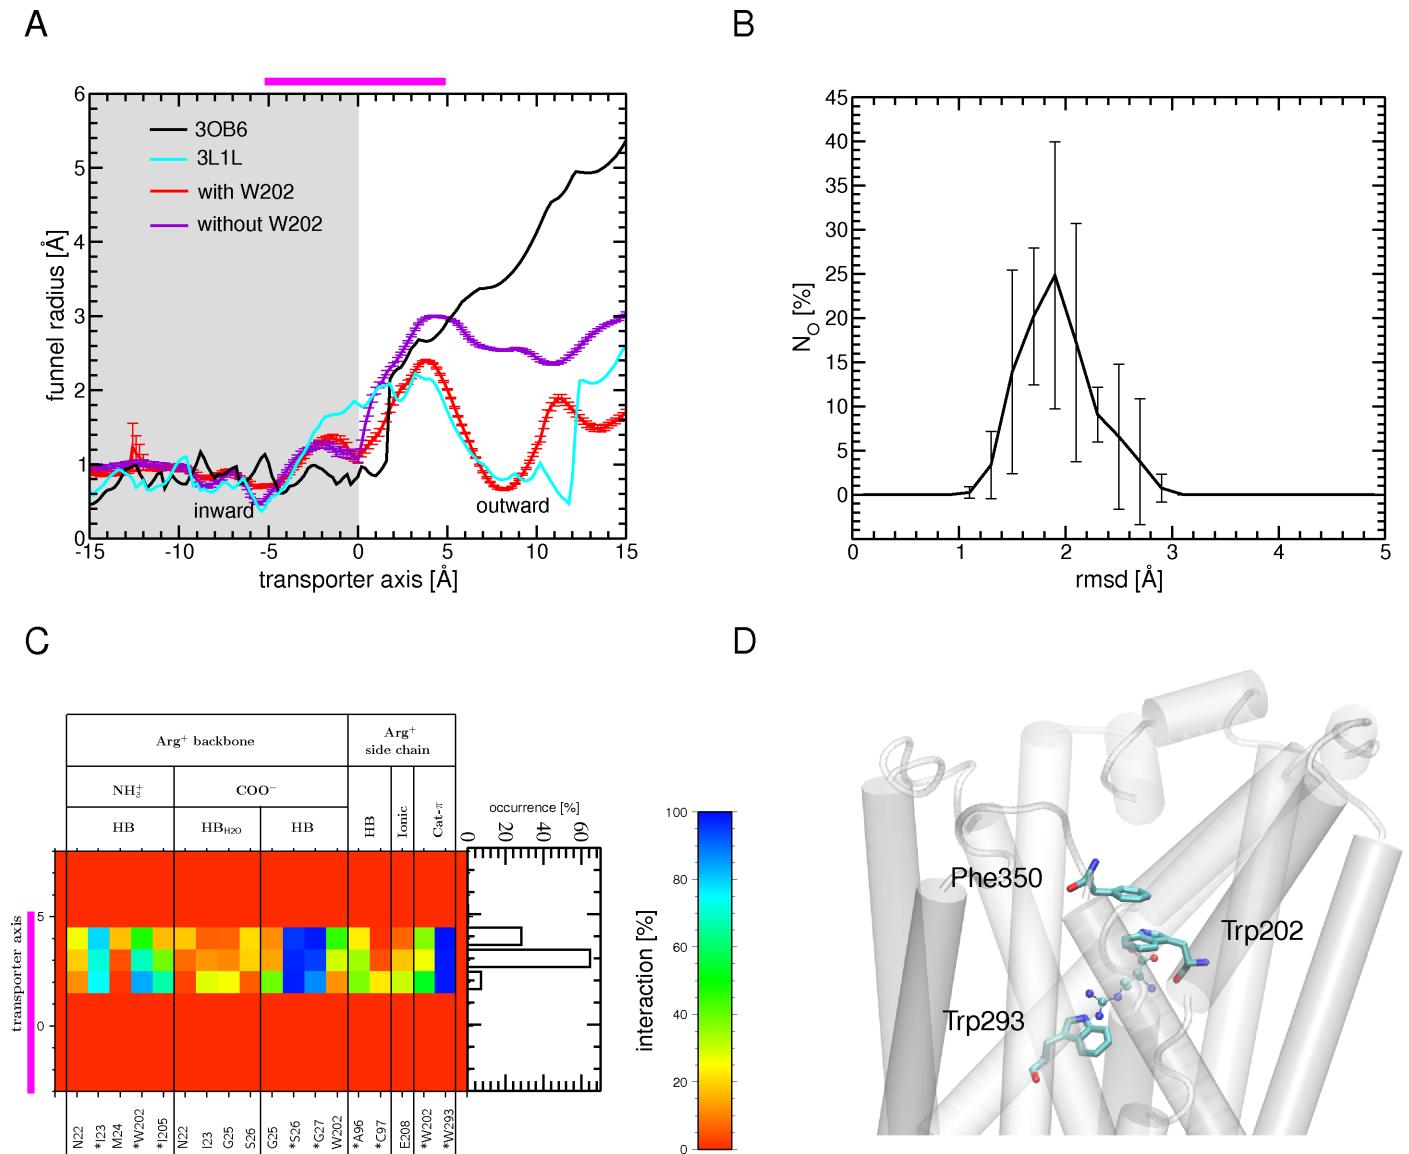 A
6
5
4
3
2
1
0
funnel radius [Å]
3OB6
3L1L
with W202
without W202
inward
outward
-15
-10
-5
0
5
10
15
transporter axis [Å]
B
45
40
35
30
25
20
15
10
5
0
N_O [%]
0
1
2
3
4
5
rmsd [Å]
C
Arg⁺ backbone
Arg⁺
side chain
NH₃⁺
COO⁻
HB
HB_H2O
HB
HB
Ionic
Cat-π
occurrence [%]
0
20
40
60
transporter axis
5
0
N22
*I23
M24
*W202
*I205
N22
I23
G25
S26
G25
*S26
*G27
W202
*A96
*C97
E208
*W202
*W293
100
80
60
40
20
0
interaction [%]
D
Phe350
Trp202
Trp293